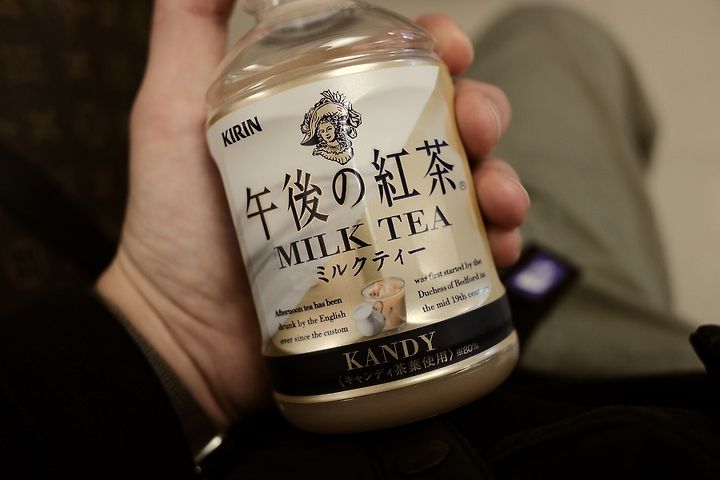 KIRIN
午後の紅茶®
MILK TEA
ミルクティー
Afternoon tea has been
drunk by the English
ever since the custom
was first started by the
Duchess of Bedford in
the mid 19th century
KANDY
〈キャンディ茶葉使用〉※80%